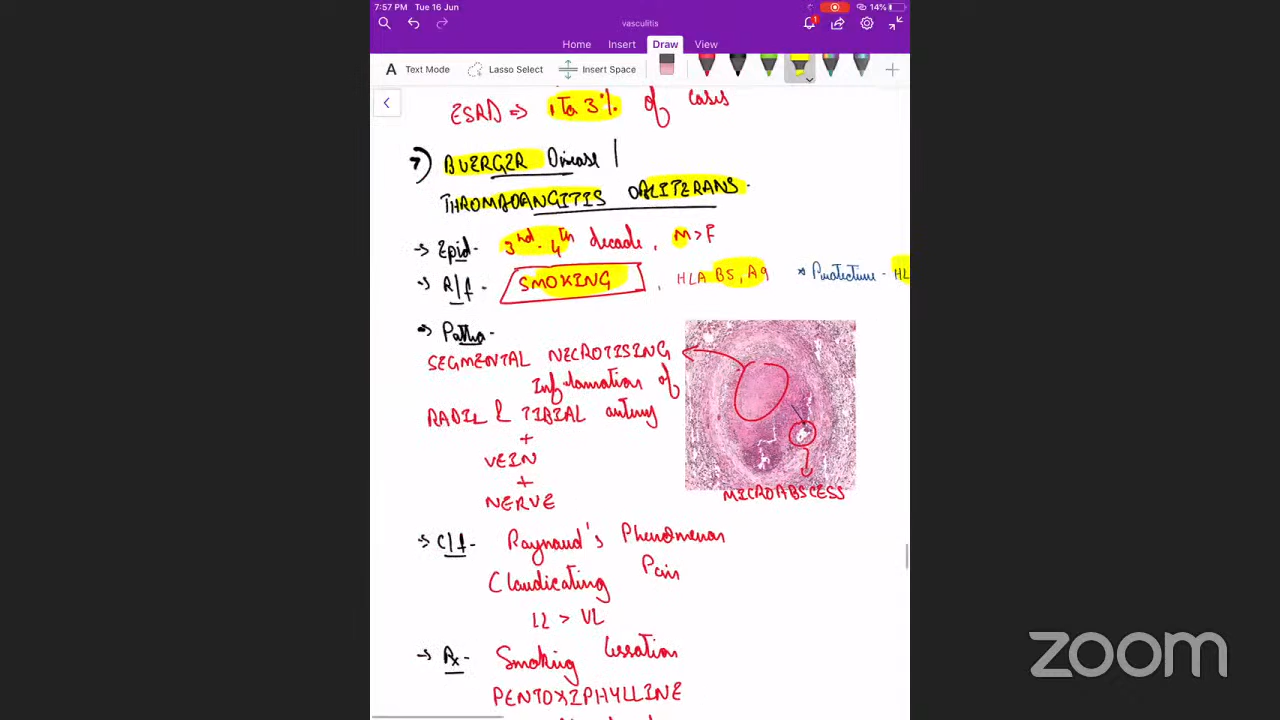 7:57 PM Tue 16 Jun
14%
vasculitis
Home Insert Draw View
Text Mode Lasso Select Insert Space
ESRD ⇒ 1 to 3% of cases
7) BUERGER Disease |
THROMBOANGITIS OBLITERANS
→ Epid - 3nd - 4th decade, M > F
→ R/f - SMOKING, HLA B5, A9 * Protective - HL
→ Patho -
SEGMENTAL NECROTISING
Inflamation of
RADIL & TIBIAL artery
+
VEIN
+
NERVE
MICROABSCESS
→ C/f - Raynaud's Phenomenon
Claudicating Pain
LL > UL
→ Rx - Smoking Cessation
PENTOXIPHYLLINE
zoom